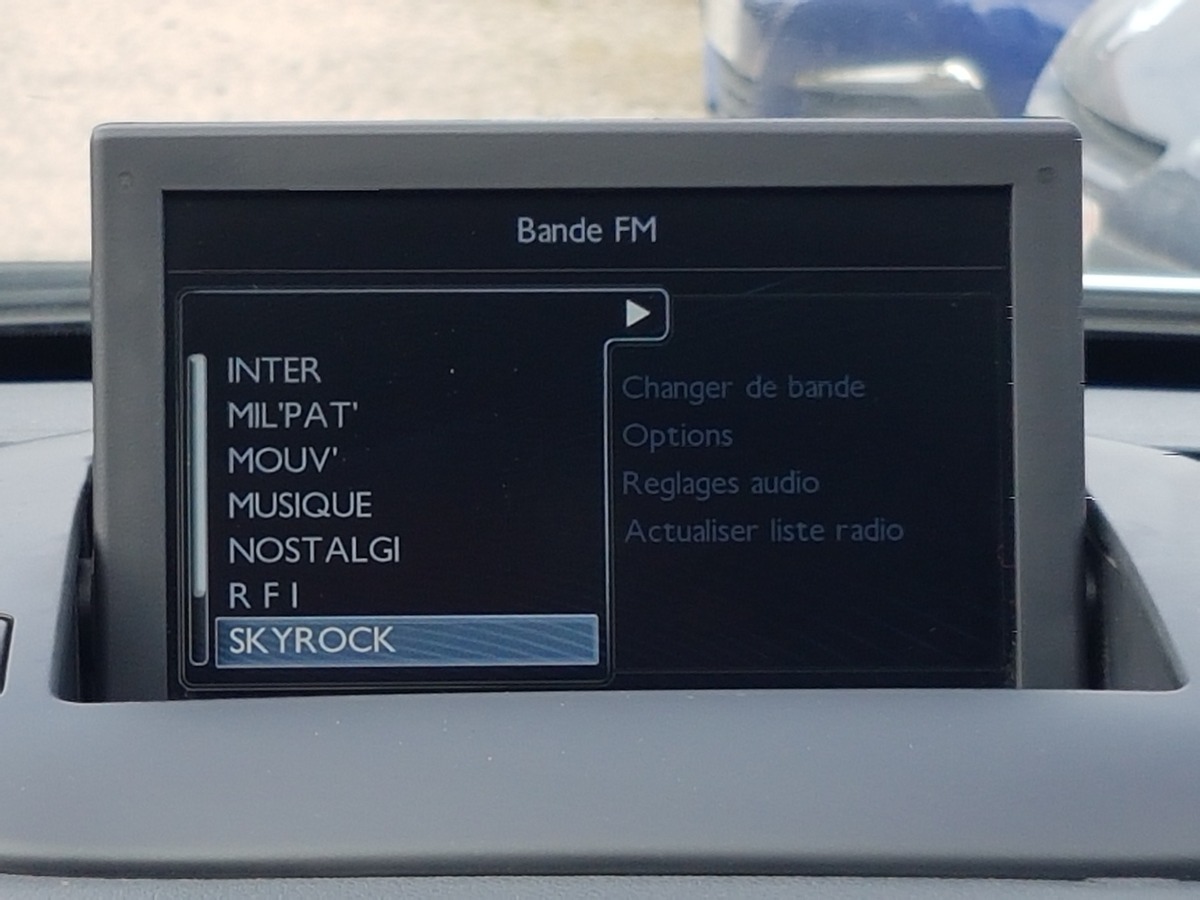 Bande FM
INTER
MIL'PAT'
MOUV'
MUSIQUE
NOSTALGI
R F I
SKYROCK
Changer de bande
Options
Reglages audio
Actualiser liste radio